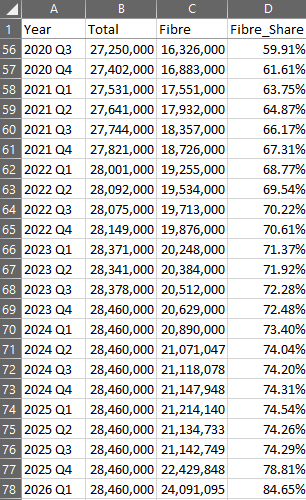 A B C D
1 Year Total Fibre Fibre_Share
56 2020 Q3 27,250,000 16,326,000 59.91%
57 2020 Q4 27,402,000 16,883,000 61.61%
58 2021 Q1 27,531,000 17,551,000 63.75%
59 2021 Q2 27,641,000 17,932,000 64.87%
60 2021 Q3 27,744,000 18,357,000 66.17%
61 2021 Q4 27,821,000 18,726,000 67.31%
62 2022 Q1 28,001,000 19,255,000 68.77%
63 2022 Q2 28,092,000 19,534,000 69.54%
64 2022 Q3 28,075,000 19,713,000 70.22%
65 2022 Q4 28,149,000 19,876,000 70.61%
66 2023 Q1 28,371,000 20,248,000 71.37%
67 2023 Q2 28,341,000 20,384,000 71.92%
68 2023 Q3 28,378,000 20,512,000 72.28%
69 2023 Q4 28,460,000 20,629,000 72.48%
70 2024 Q1 28,460,000 20,890,000 73.40%
71 2024 Q2 28,460,000 21,071,047 74.04%
72 2024 Q3 28,460,000 21,118,078 74.20%
73 2024 Q4 28,460,000 21,147,948 74.31%
74 2025 Q1 28,460,000 21,214,140 74.54%
75 2025 Q2 28,460,000 21,134,733 74.26%
76 2025 Q3 28,460,000 21,142,749 74.29%
77 2025 Q4 28,460,000 22,429,848 78.81%
78 2026 Q1 28,460,000 24,091,095 84.65%